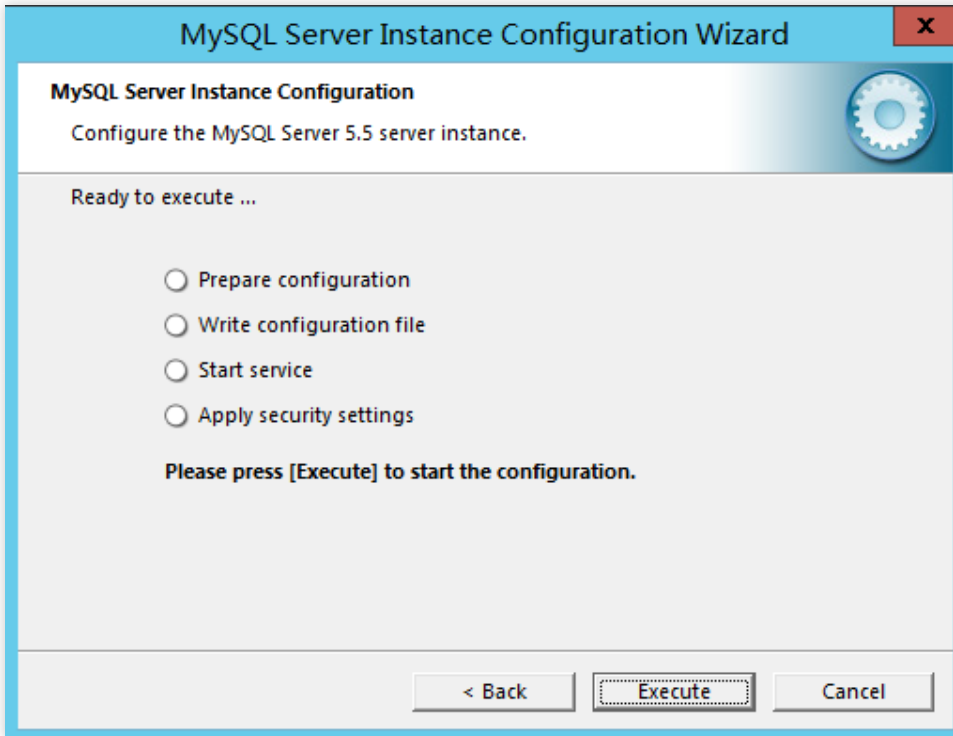 MySQL Server Instance Configuration Wizard
x
MySQL Server Instance Configuration
Configure the MySQL Server 5.5 server instance.
Ready to execute ...
Prepare configuration
Write configuration file
Start service
Apply security settings
Please press [Execute] to start the configuration.
< Back Execute Cancel